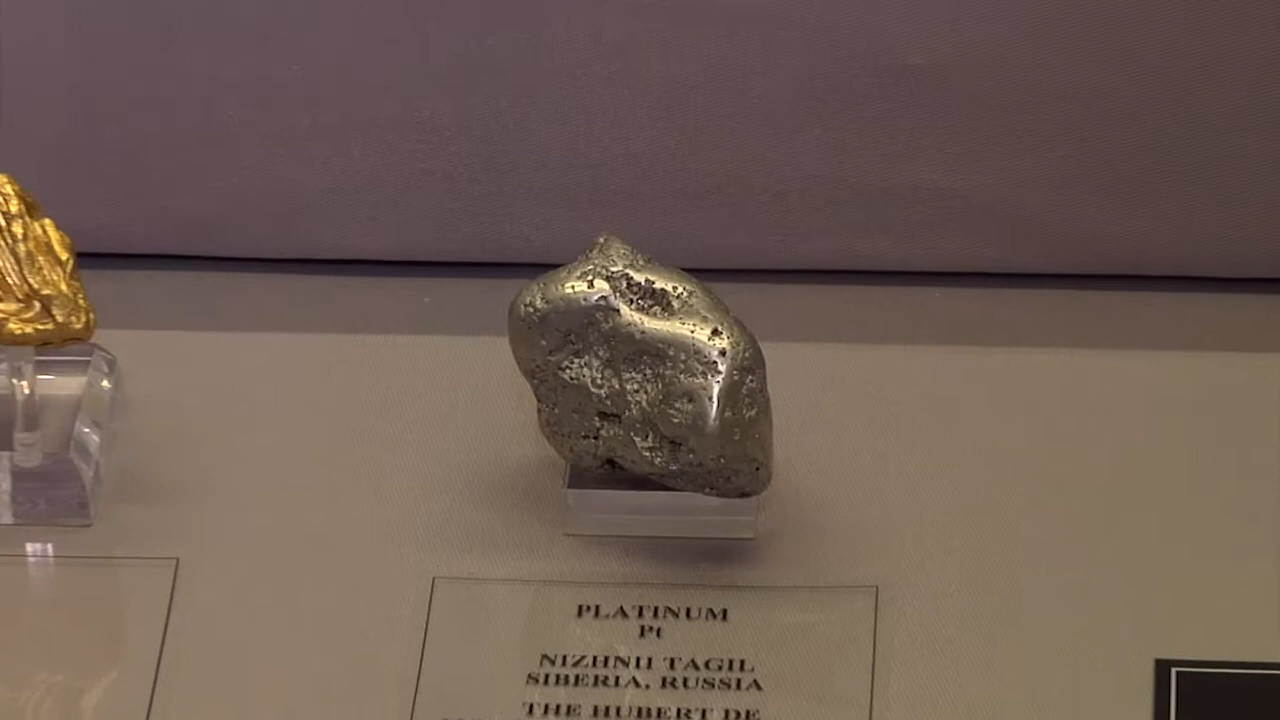 PLATINUM
Pt
NIZHNII TAGIL
SIBERIA, RUSSIA
THE HUBERT DE